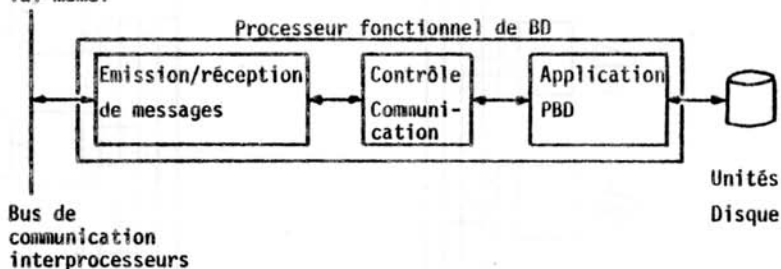 Processeur fonctionnel de BD
Emission/réception
de messages
Contrôle
Communi-
cation
Application
PBD
Unités
Disque
Bus de
communication
interprocesseurs